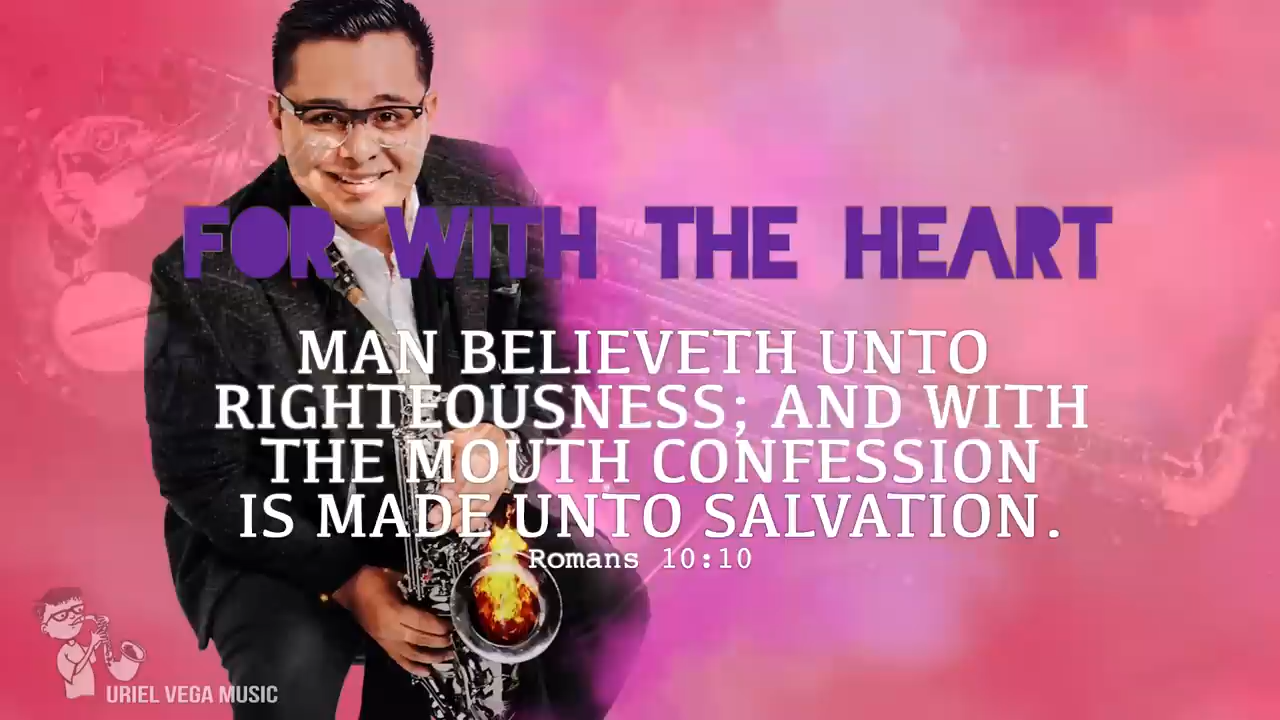 FOR WITH THE HEART
MAN BELIEVETH UNTO
RIGHTEOUSNESS; AND WITH
THE MOUTH CONFESSION
IS MADE UNTO SALVATION.
Romans 10:10
URIEL VEGA MUSIC